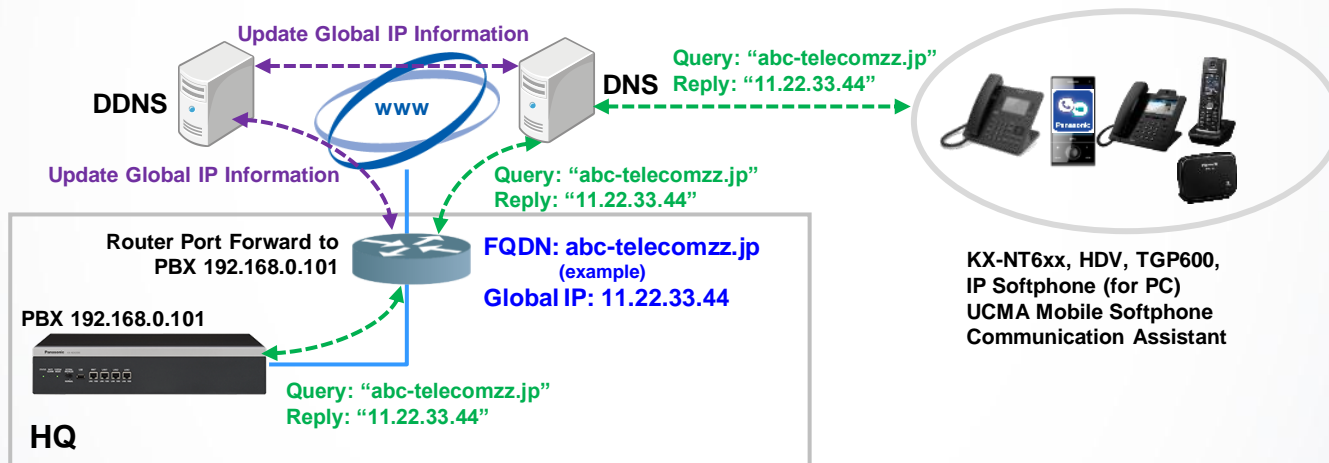 Update Global IP Information
Query: “abc-telecomzz.jp”
Reply: “11.22.33.44”
DDNS
www
DNS
Panasonic
Update Global IP Information
Query: “abc-telecomzz.jp”
Reply: “11.22.33.44”
Router Port Forward to
PBX 192.168.0.101
FQDN: abc-telecomzz.jp
(example)
Global IP: 11.22.33.44
KX-NT6xx, HDV, TGP600,
IP Softphone (for PC)
UCMA Mobile Softphone
Communication Assistant
PBX 192.168.0.101
Panasonic
Query: “abc-telecomzz.jp”
Reply: “11.22.33.44”
HQ